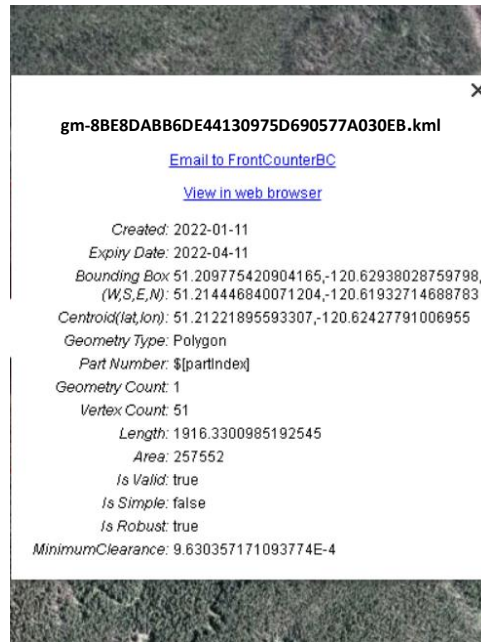 ×
gm-8BE8DABB6DE44130975D690577A030EB.kml
Email to FrontCounterBC
View in web browser
Created: 2022-01-11
Expiry Date: 2022-04-11
Bounding Box 51.209775420904165,-120.62938028759798,
(W,S,E,N): 51.214446840071204,-120.61932714688783
Centroid(lat,lon): 51.21221895593307,-120.62427791006955
Geometry Type: Polygon
Part Number: $[partIndex]
Geometry Count: 1
Vertex Count: 51
Length: 1916.3300985192545
Area: 257552
Is Valid: true
Is Simple: false
Is Robust: true
MinimumClearance: 9.630357171093774E-4